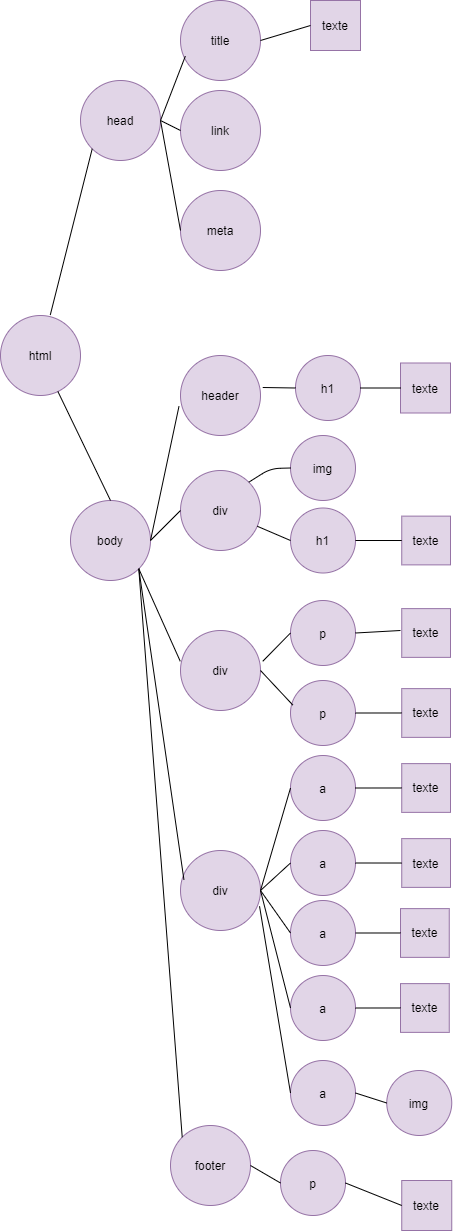 title
texte
head
link
meta
html
header
h1
texte
img
div
h1
texte
body
p
texte
div
p
texte
a
texte
a
texte
div
a
texte
a
texte
a
img
footer
p
texte